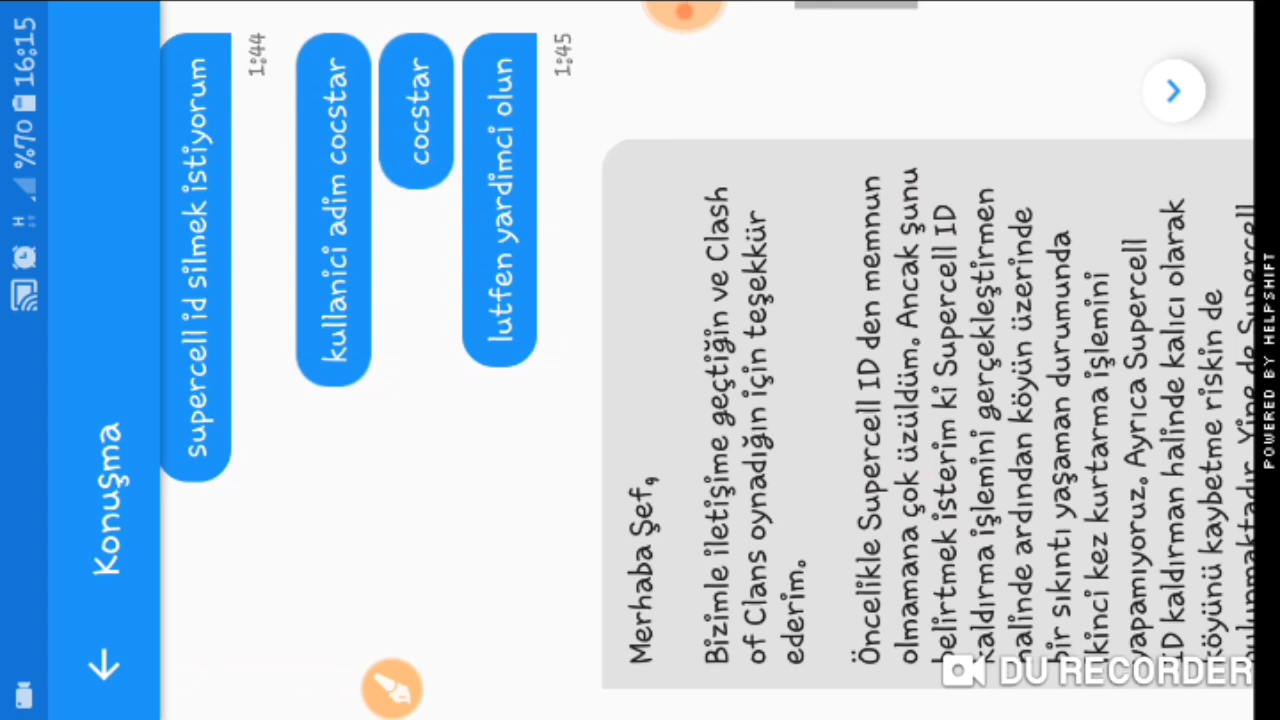 H %70 16:15
Konuşma
supercell id silmek istiyorum
1:44
kullanici adim cocstar
cocstar
lutfen yardimci olun
1:45
Merhaba Şef,
Bizimle iletişime geçtiğin ve Clash
of Clans oynadığın için teşekkür
ederim.
Öncelikle Supercell ID den memnun
olmamana çok üzüldüm. Ancak şunu
belirtmek isterim ki Supercell ID
kaldırma işlemini gerçekleştirmen
halinde ardından köyün üzerinde
bir sıkıntı yaşaman durumunda
ikinci kez kurtarma işlemini
yapamıyoruz. Ayrıca Supercell
ID kaldırman halinde kalıcı olarak
köyünü kaybetme riskin de
bulunmaktadır. Yine de Supercell
POWERED BY HELPSHIFT
DU RECORDER